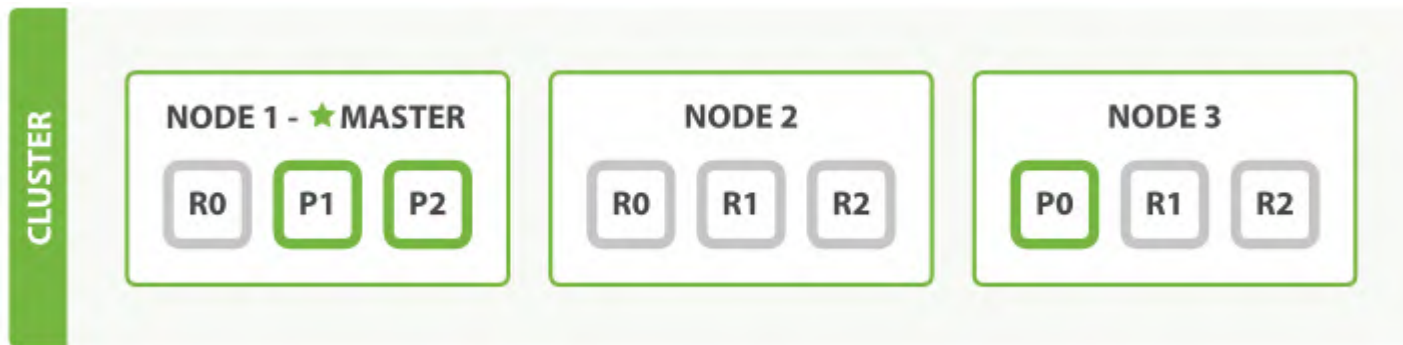 CLUSTER
NODE 1 - ★ MASTER
R0 P1 P2
NODE 2
R0 R1 R2
NODE 3
P0 R1 R2